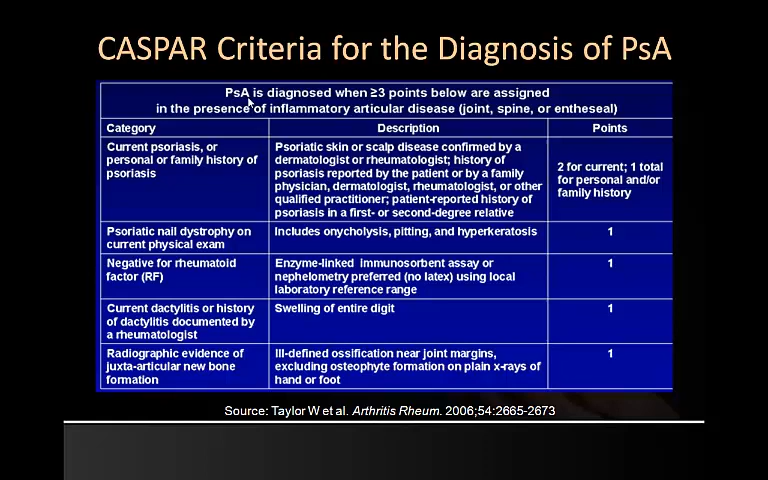 CASPAR Criteria for the Diagnosis of PsA
PsA is diagnosed when ≥3 points below are assigned
in the presence of inflammatory articular disease (joint, spine, or entheseal)
Category
Description
Points
Current psoriasis, or
personal or family history of
psoriasis
Psoriatic skin or scalp disease confirmed by a
dermatologist or rheumatologist; history of
psoriasis reported by the patient or by a family
physician, dermatologist, rheumatologist, or other
qualified practitioner; patient-reported history of
psoriasis in a first- or second-degree relative
2 for current; 1 total
for personal and/or
family history
Psoriatic nail dystrophy on
current physical exam
Includes onycholysis, pitting, and hyperkeratosis
1
Negative for rheumatoid
factor (RF)
Enzyme-linked immunosorbent assay or
nephelometry preferred (no latex) using local
laboratory reference range
1
Current dactylitis or history
of dactylitis documented by
a rheumatologist
Swelling of entire digit
1
Radiographic evidence of
juxta-articular new bone
formation
Ill-defined ossification near joint margins,
excluding osteophyte formation on plain x-rays of
hand or foot
1
Source: Taylor W et al. Arthritis Rheum. 2006;54:2665-2673